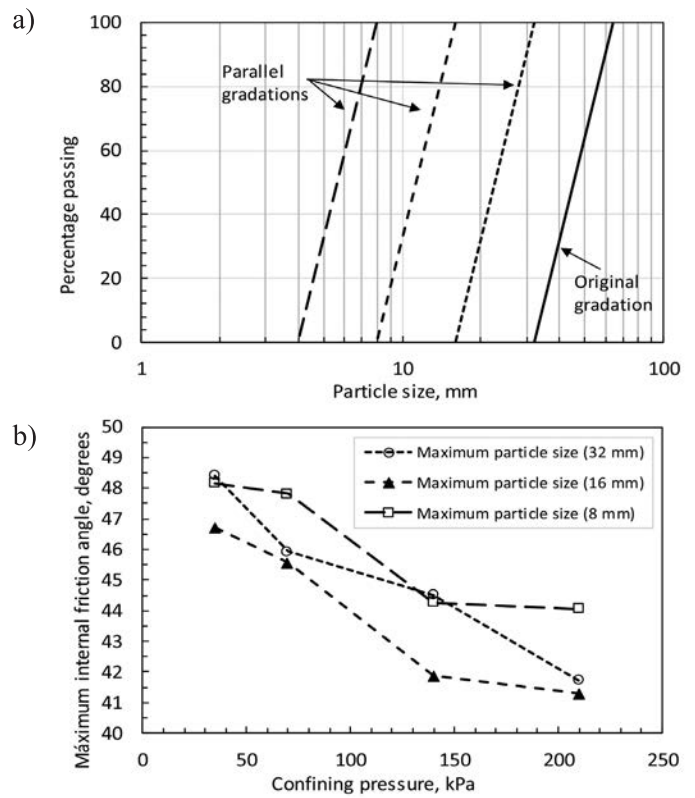 a)
100
80
60
40
20
0
Percentage passing
Parallel
gradations
Original
gradation
1
10
100
Particle size, mm
b)
50
49
48
47
46
45
44
43
42
41
40
Máximum internal friction angle, degrees
Maximum particle size (32 mm)
Maximum particle size (16 mm)
Maximum particle size (8 mm)
0
50
100
150
200
250
Confining pressure, kPa